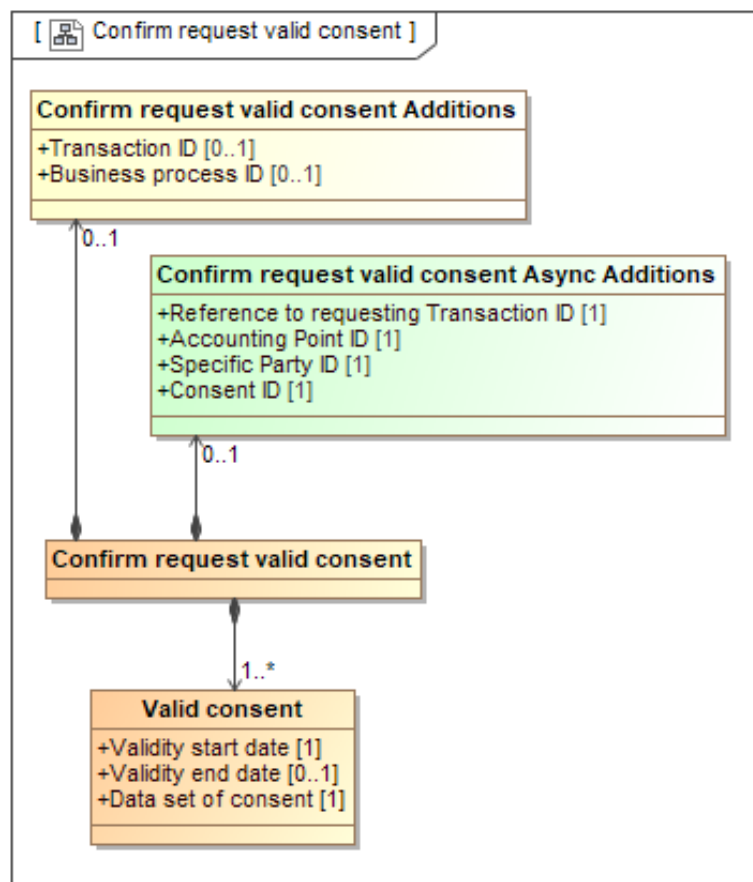 [ Confirm request valid consent ]
Confirm request valid consent Additions
+Transaction ID [0..1]
+Business process ID [0..1]
0..1
Confirm request valid consent Async Additions
+Reference to requesting Transaction ID [1]
+Accounting Point ID [1]
+Specific Party ID [1]
+Consent ID [1]
0..1
Confirm request valid consent
1..*
Valid consent
+Validity start date [1]
+Validity end date [0..1]
+Data set of consent [1]